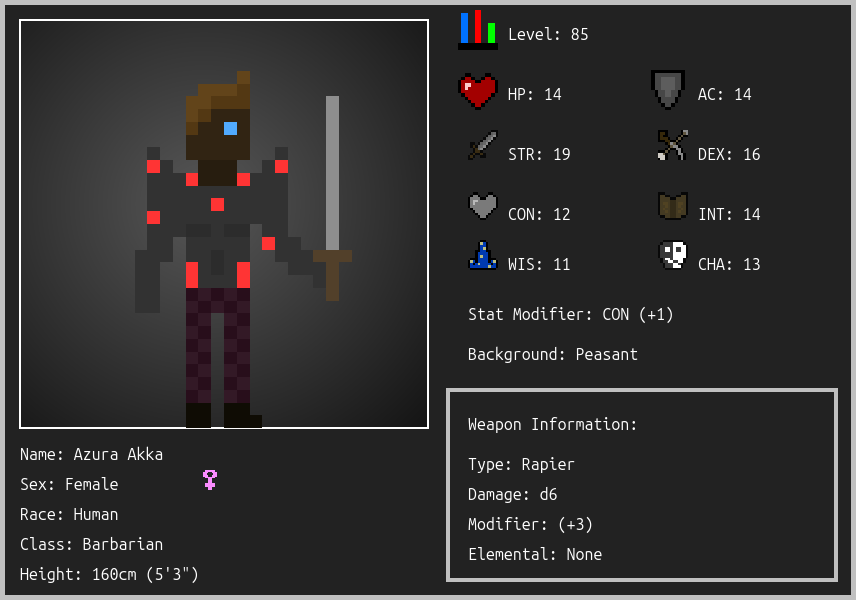 Level: 85
HP: 14
AC: 14
STR: 19
DEX: 16
CON: 12
INT: 14
WIS: 11
CHA: 13
Stat Modifier: CON (+1)
Background: Peasant
Weapon Information:
Type: Rapier
Damage: d6
Modifier: (+3)
Elemental: None
Name: Azura Akka
Sex: Female
Race: Human
Class: Barbarian
Height: 160cm (5'3")